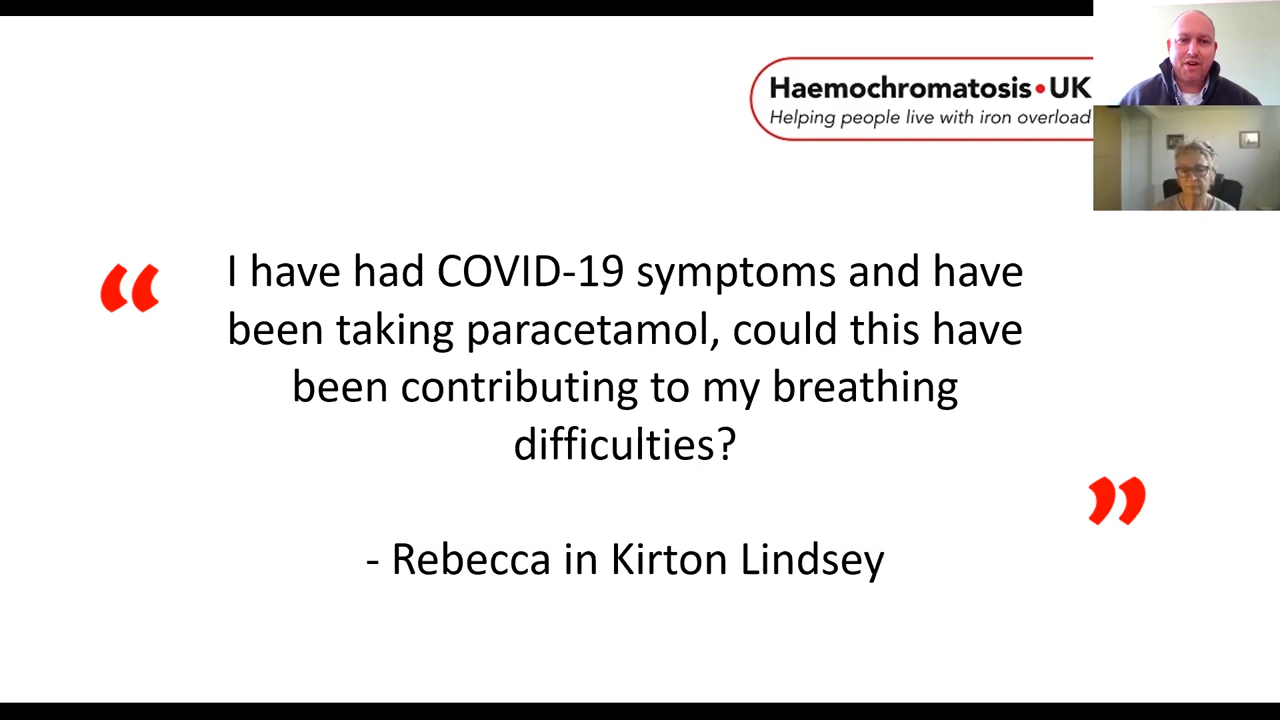 Haemochromatosis•UK
Helping people live with iron overload
“ I have had COVID-19 symptoms and have
been taking paracetamol, could this have
been contributing to my breathing
difficulties?
”
- Rebecca in Kirton Lindsey